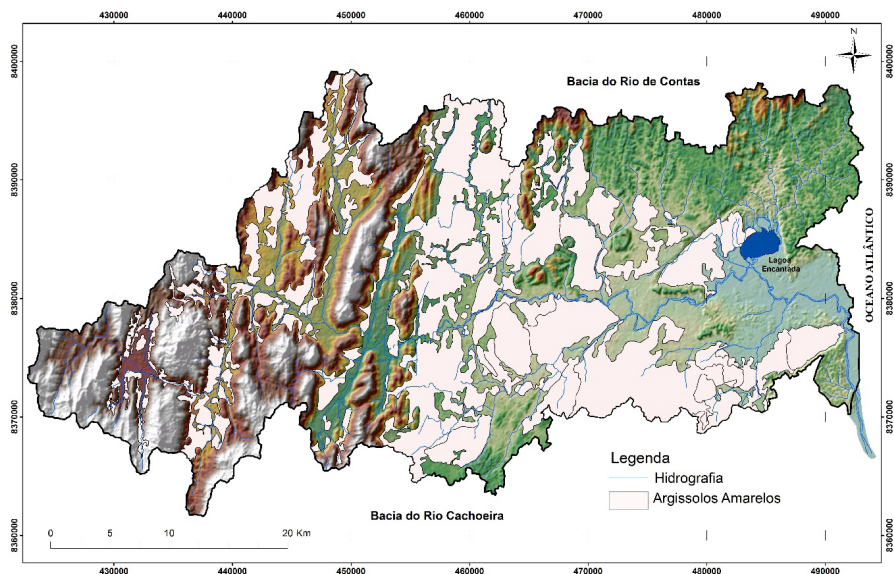 430000 440000 450000 460000 470000 480000 490000
N
8400000
8400000
Bacia do Rio de Contas
8390000
8390000
OCEANO ATLÂNTICO
Lagoa
Encantada
8380000
8380000
8370000
8370000
Legenda
Hidrografia
Argissolos Amarelos
Bacia do Rio Cachoeira
0 5 10 20 Km
8360000
8360000
430000 440000 450000 460000 470000 480000 490000